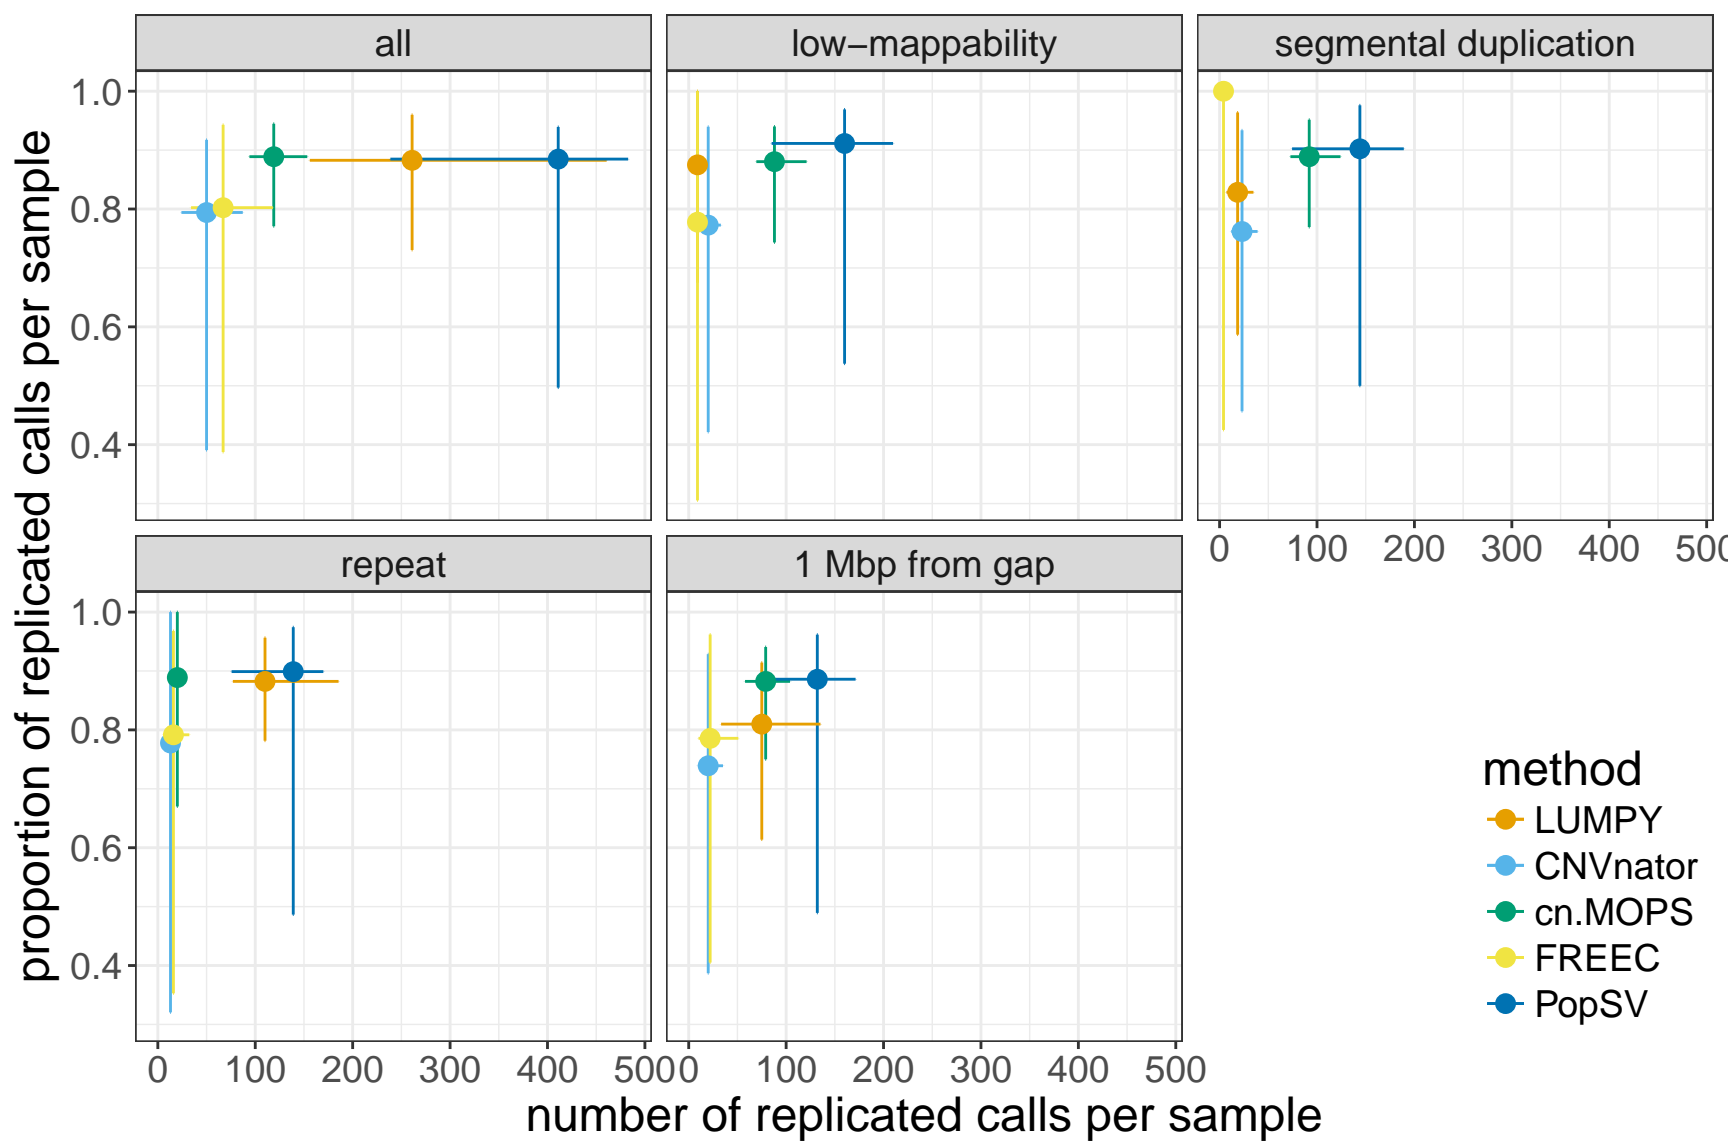 all
low−mappability
segmental duplication
proportion of replicated calls per sample
1.0
0.8
0.6
0.4
0 100 200 300 400 500
repeat
1 Mbp from gap
1.0
0.8
0.6
0.4
0 100 200 300 400 500
0 100 200 300 400 500
number of replicated calls per sample
method
LUMPY
CNVnator
cn.MOPS
FREEC
PopSV